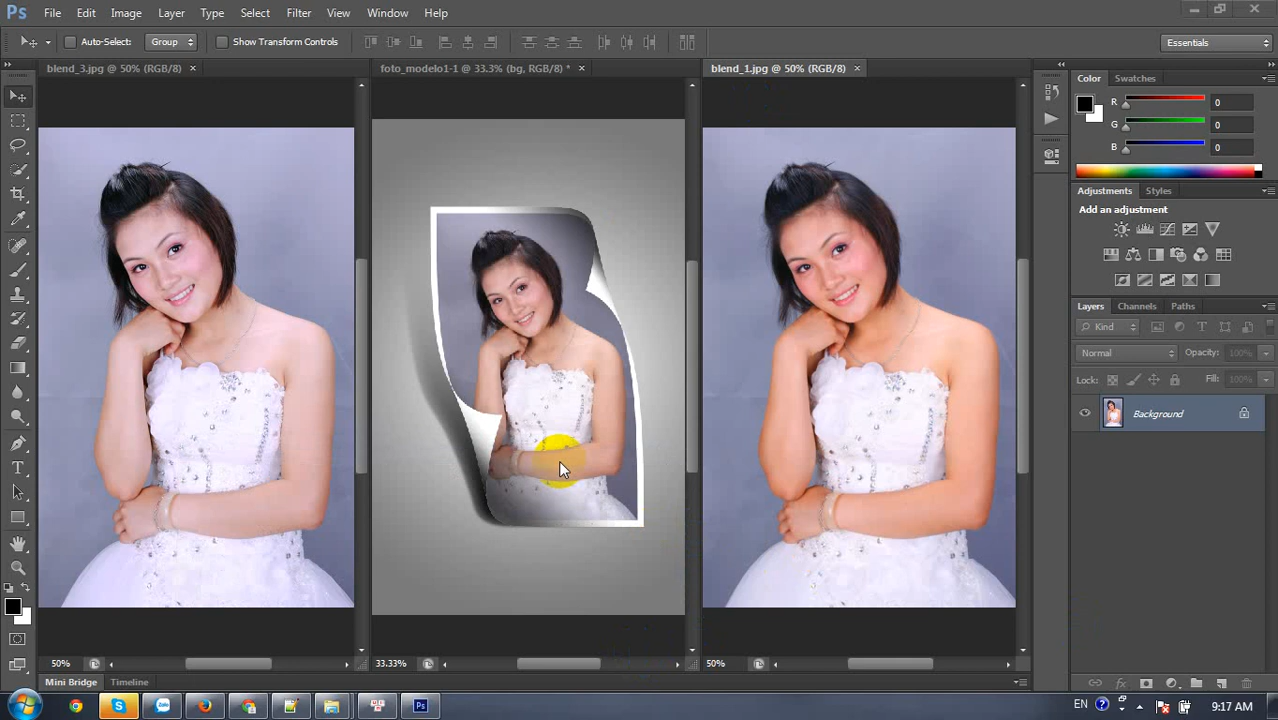 Ps File Edit Image Layer Type Select Filter View Window Help
Auto-Select: Group Show Transform Controls Essentials
blend_3.jpg @ 50% (RGB/8) × foto_modelo1-1 @ 33.3% (bg, RGB/8) * × blend_1.jpg @ 50% (RGB/8) ×
Color Swatches
R 0
G 0
B 0
Adjustments Styles
Add an adjustment
Layers Channels Paths
Kind
Normal Opacity: 100%
Lock: Fill: 100%
Background
50% 33.33% 50%
Mini Bridge Timeline
EN 9:17 AM